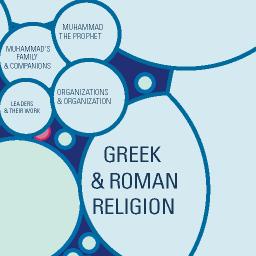 MUHAMMAD
THE PROPHET
MUHAMMAD'S
FAMILY
& COMPANIONS
ORGANIZATIONS
& ORGANIZATION
LEADERS
& THEIR WORK
GREEK
& ROMAN
RELIGION